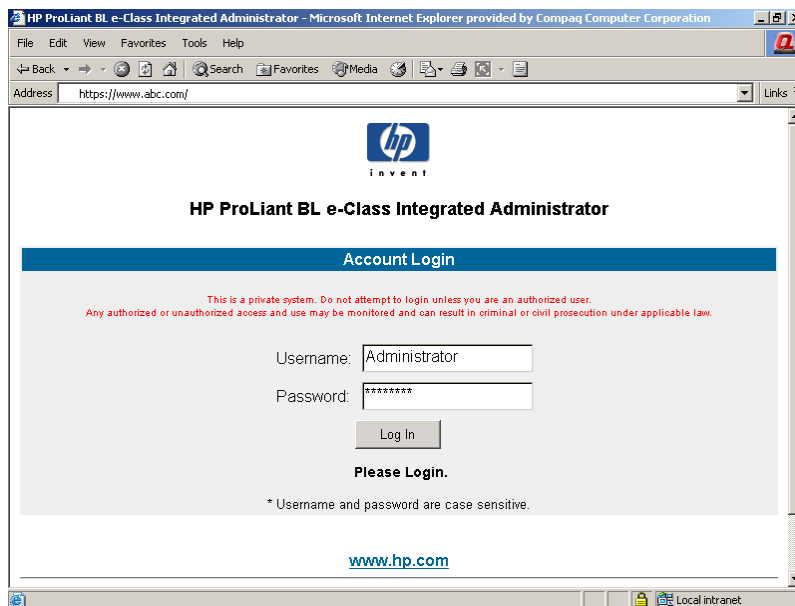 HP ProLiant BL e-Class Integrated Administrator - Microsoft Internet Explorer provided by Compaq Computer Corporation
File Edit View Favorites Tools Help
Back Search Favorites Media
Address https://www.abc.com/ Links
hp
invent
HP ProLiant BL e-Class Integrated Administrator
Account Login
This is a private system. Do not attempt to login unless you are an authorized user.
Any authorized or unauthorized access and use may be monitored and can result in criminal or civil prosecution under applicable law.
Username: Administrator
Password: ********
Log In
Please Login.
* Username and password are case sensitive.
www.hp.com
Local intranet